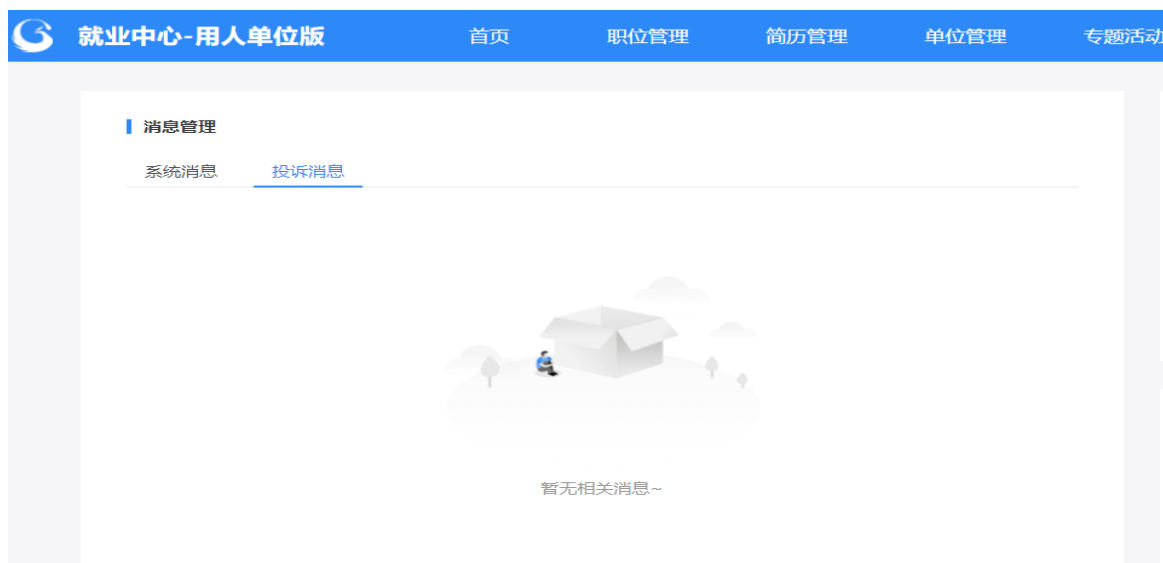 就业中心-用人单位版 首页 职位管理 简历管理 单位管理 专题活动
消息管理
系统消息 投诉消息
暂无相关消息~